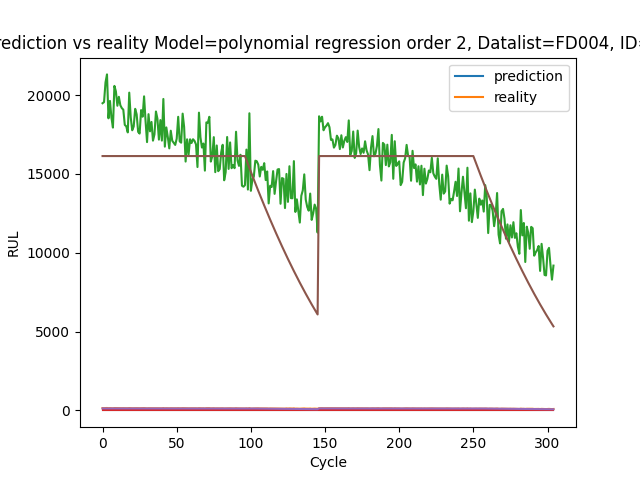 rediction vs reality Model=polynomial regression order 2, Datalist=FD004, ID=
prediction
reality
RUL
20000
15000
10000
5000
0
0 50 100 150 200 250 300
Cycle